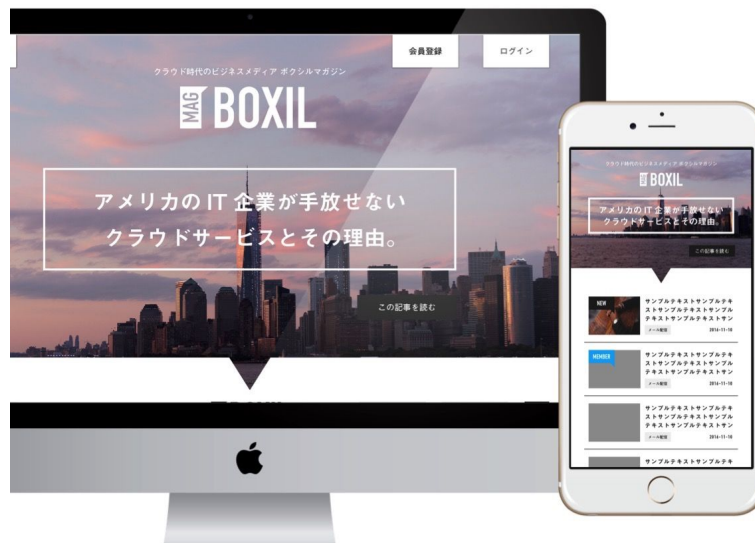 会員登録
ログイン
クラウド時代のビジネスメディア ボクシルマガジン
MAG BOXIL
アメリカの IT 企業が手放せない
クラウドサービスとその理由。
この記事を読む
クラウド時代のビジネスメディア ボクシルマガジン
MAG BOXIL
アメリカの IT 企業が手放せない
クラウドサービスとその理由。
この記事を読む
NEW
サンプルテキストサンプルテキ
ストサンプルテキストサンプル
テキストサンプルテキストサン
メール配信
2016-11-10
MEMBER
サンプルテキストサンプルテキ
ストサンプルテキストサンプル
テキストサンプルテキストサン
メール配信
2016-11-10
サンプルテキストサンプルテキ
ストサンプルテキストサンプル
テキストサンプルテキストサン
メール配信
2016-11-10
サンプルテキストサンプルテキ